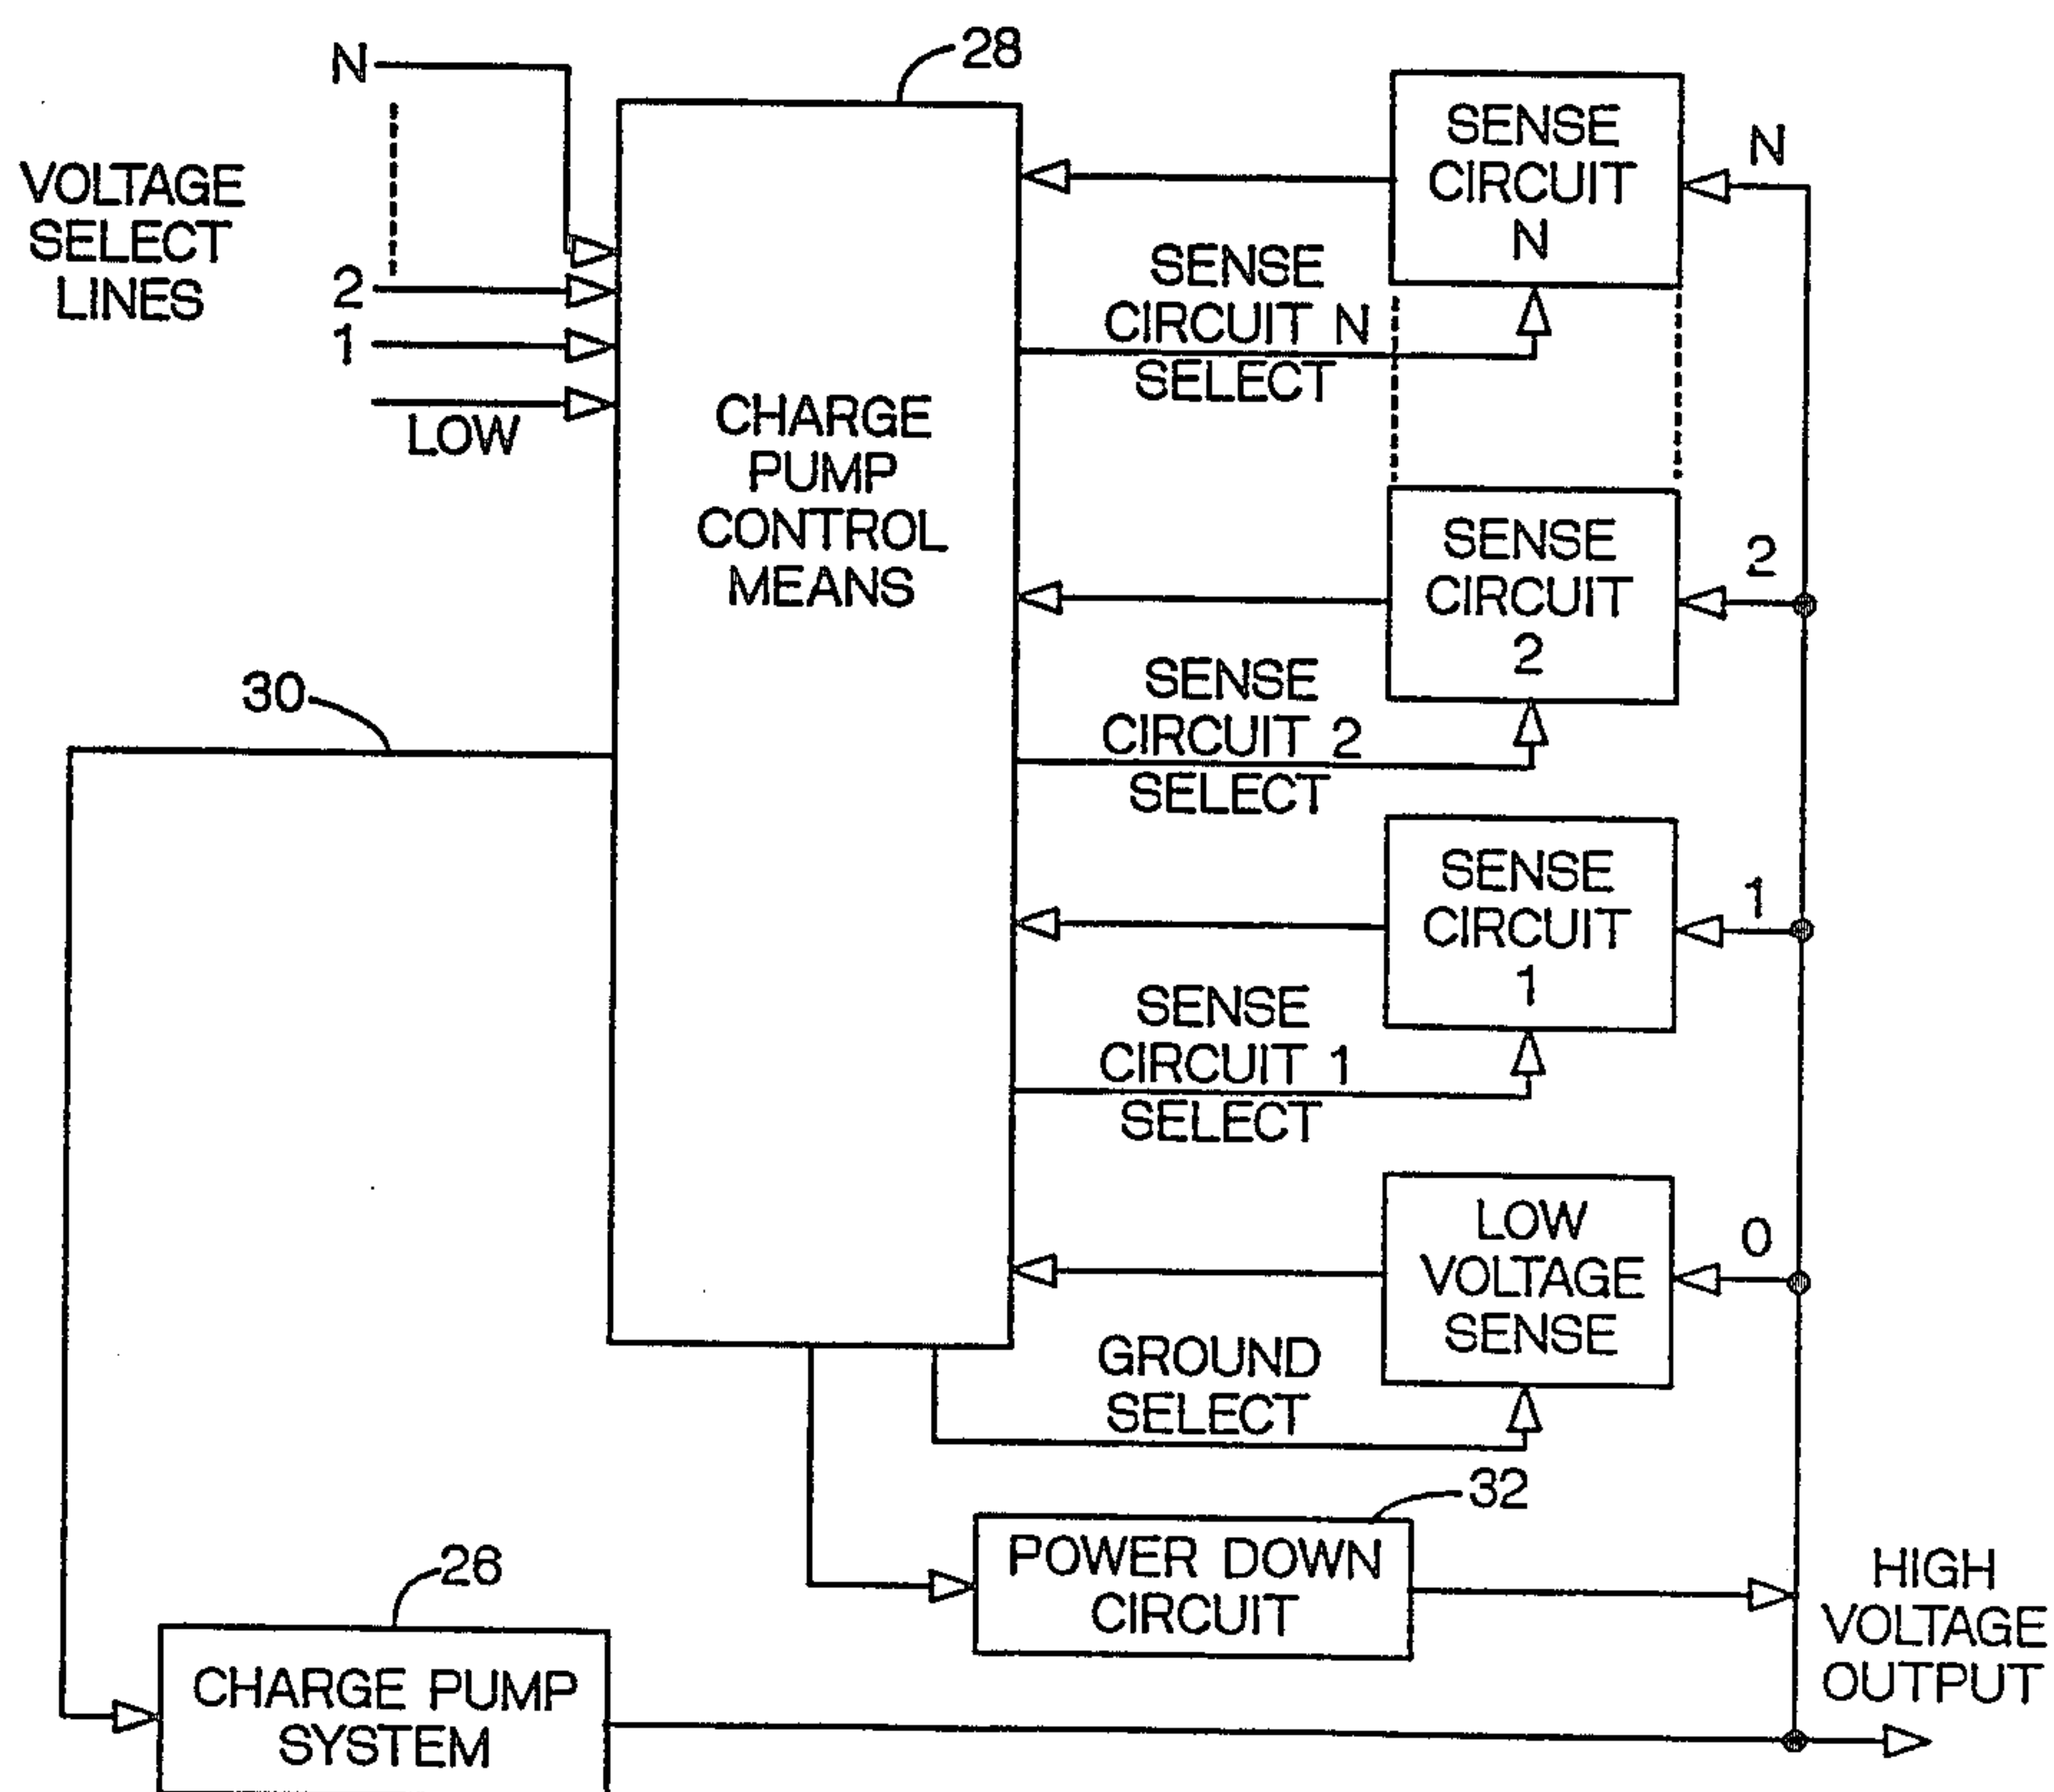 N
28
VOLTAGE
SELECT
LINES
2
1
LOW
CHARGE
PUMP
CONTROL
MEANS
SENSE
CIRCUIT
N
N
SENSE
CIRCUIT N
SELECT
SENSE
CIRCUIT
2
2
SENSE
CIRCUIT 2
SELECT
30
SENSE
CIRCUIT
1
1
SENSE
CIRCUIT 1
SELECT
LOW
VOLTAGE
SENSE
0
GROUND
SELECT
32
POWER DOWN
CIRCUIT
26
CHARGE PUMP
SYSTEM
HIGH
VOLTAGE
OUTPUT